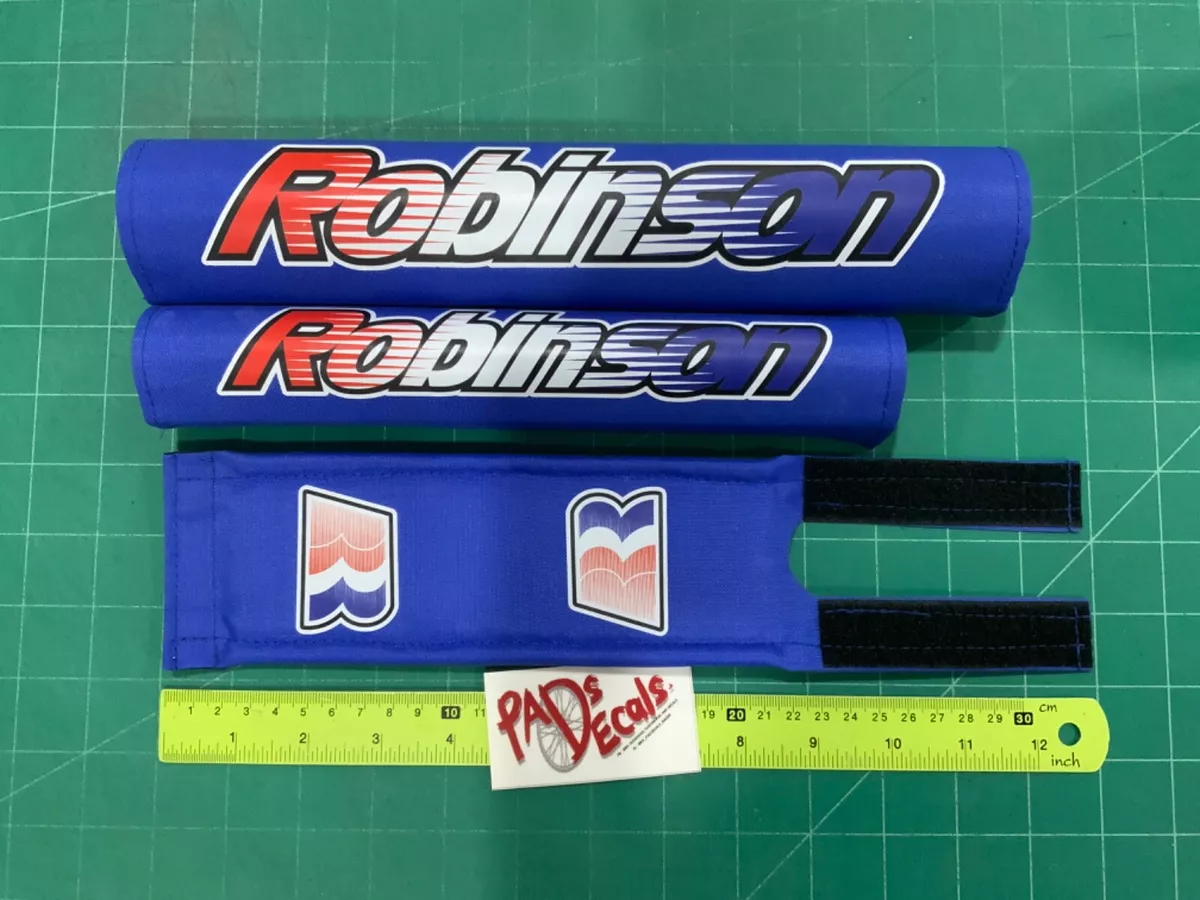 Robinson
Robinson
PADs
Decals.
1 2 3 4 5 6 7 8 9 10 11 19 20 21 22 23 24 25 26 27 28 29 30 cm
1 2 3 4 8 9 10 11 12 inch